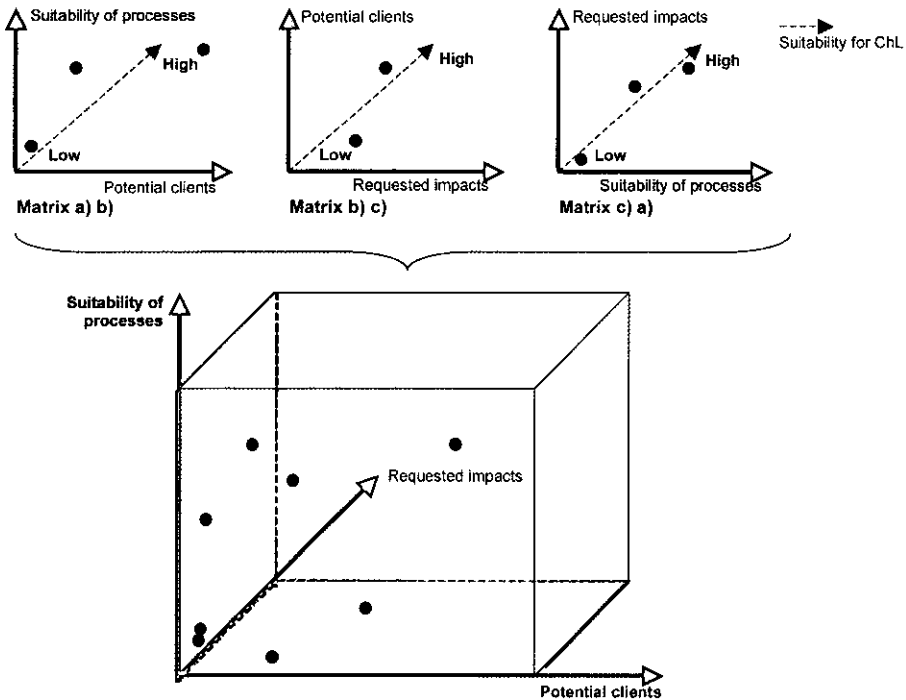 Suitability of processes
High
Low
Potential clients
Matrix a) b)
Potential clients
High
Low
Requested impacts
Matrix b) c)
Requested impacts
High
Low
Suitability of processes
Matrix c) a)
Suitability for ChL
Suitability of
processes
Requested impacts
Potential clients